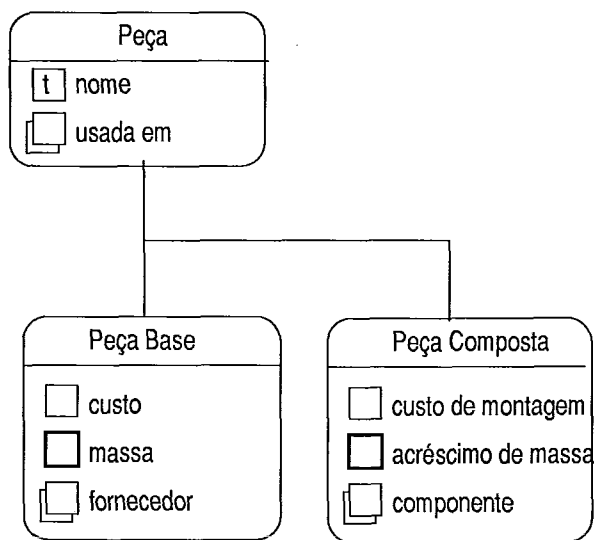 Peça
t nome
usada em
Peça Base
custo
massa
fornecedor
Peça Composta
custo de montagem
acréscimo de massa
componente